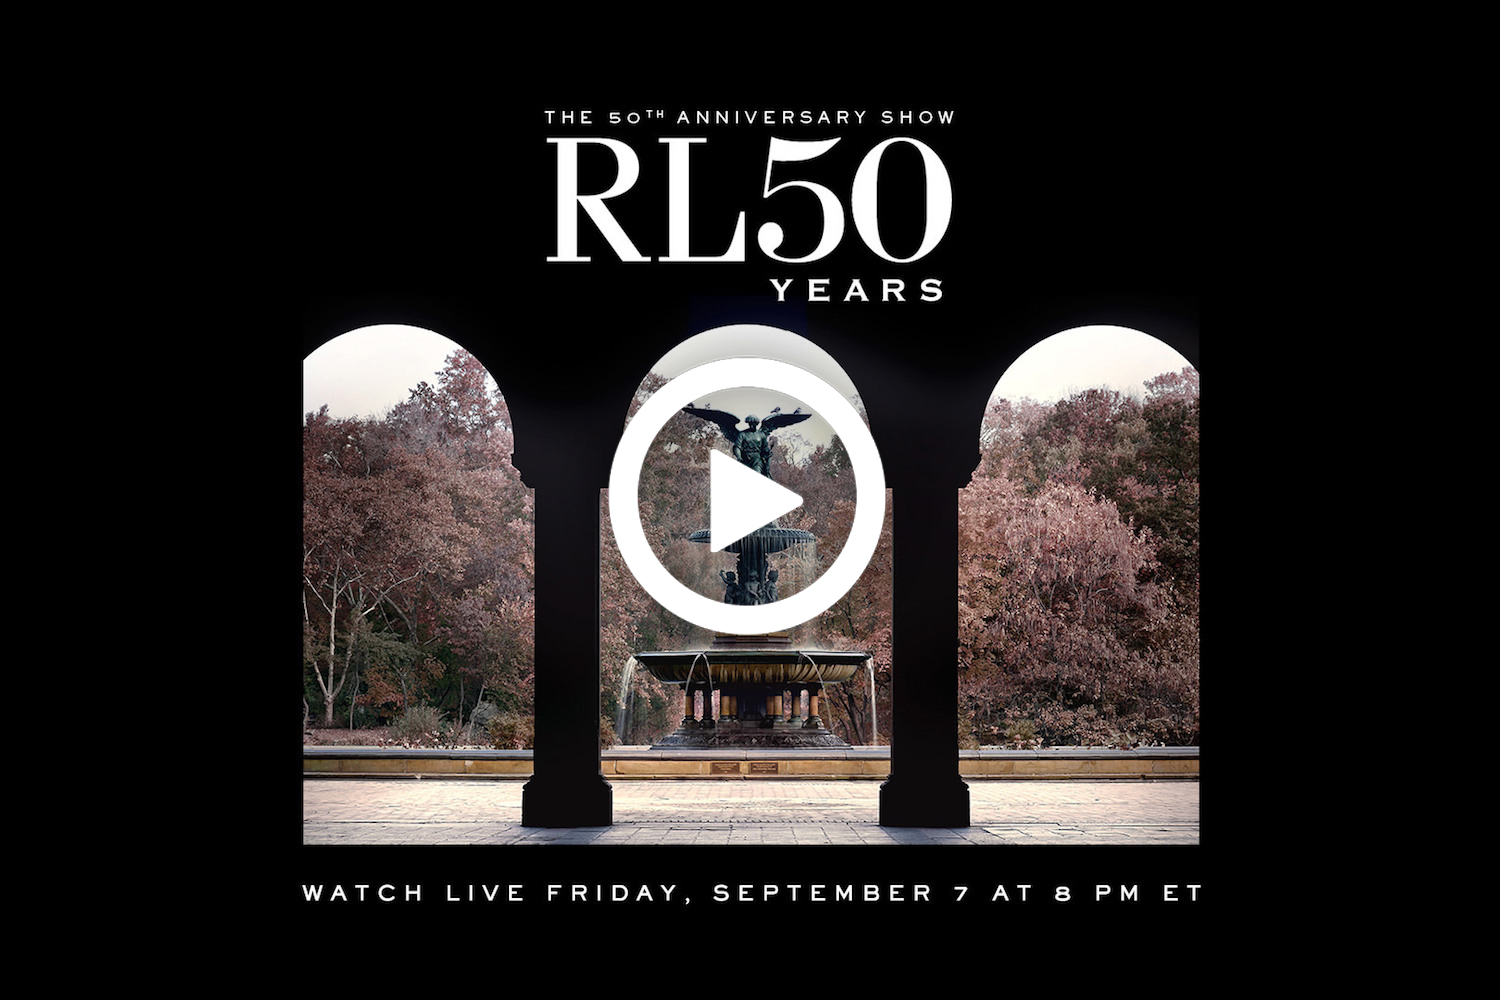 THE 50TH ANNIVERSARY SHOW
RL50
YEARS
WATCH LIVE FRIDAY, SEPTEMBER 7 AT 8 PM ET